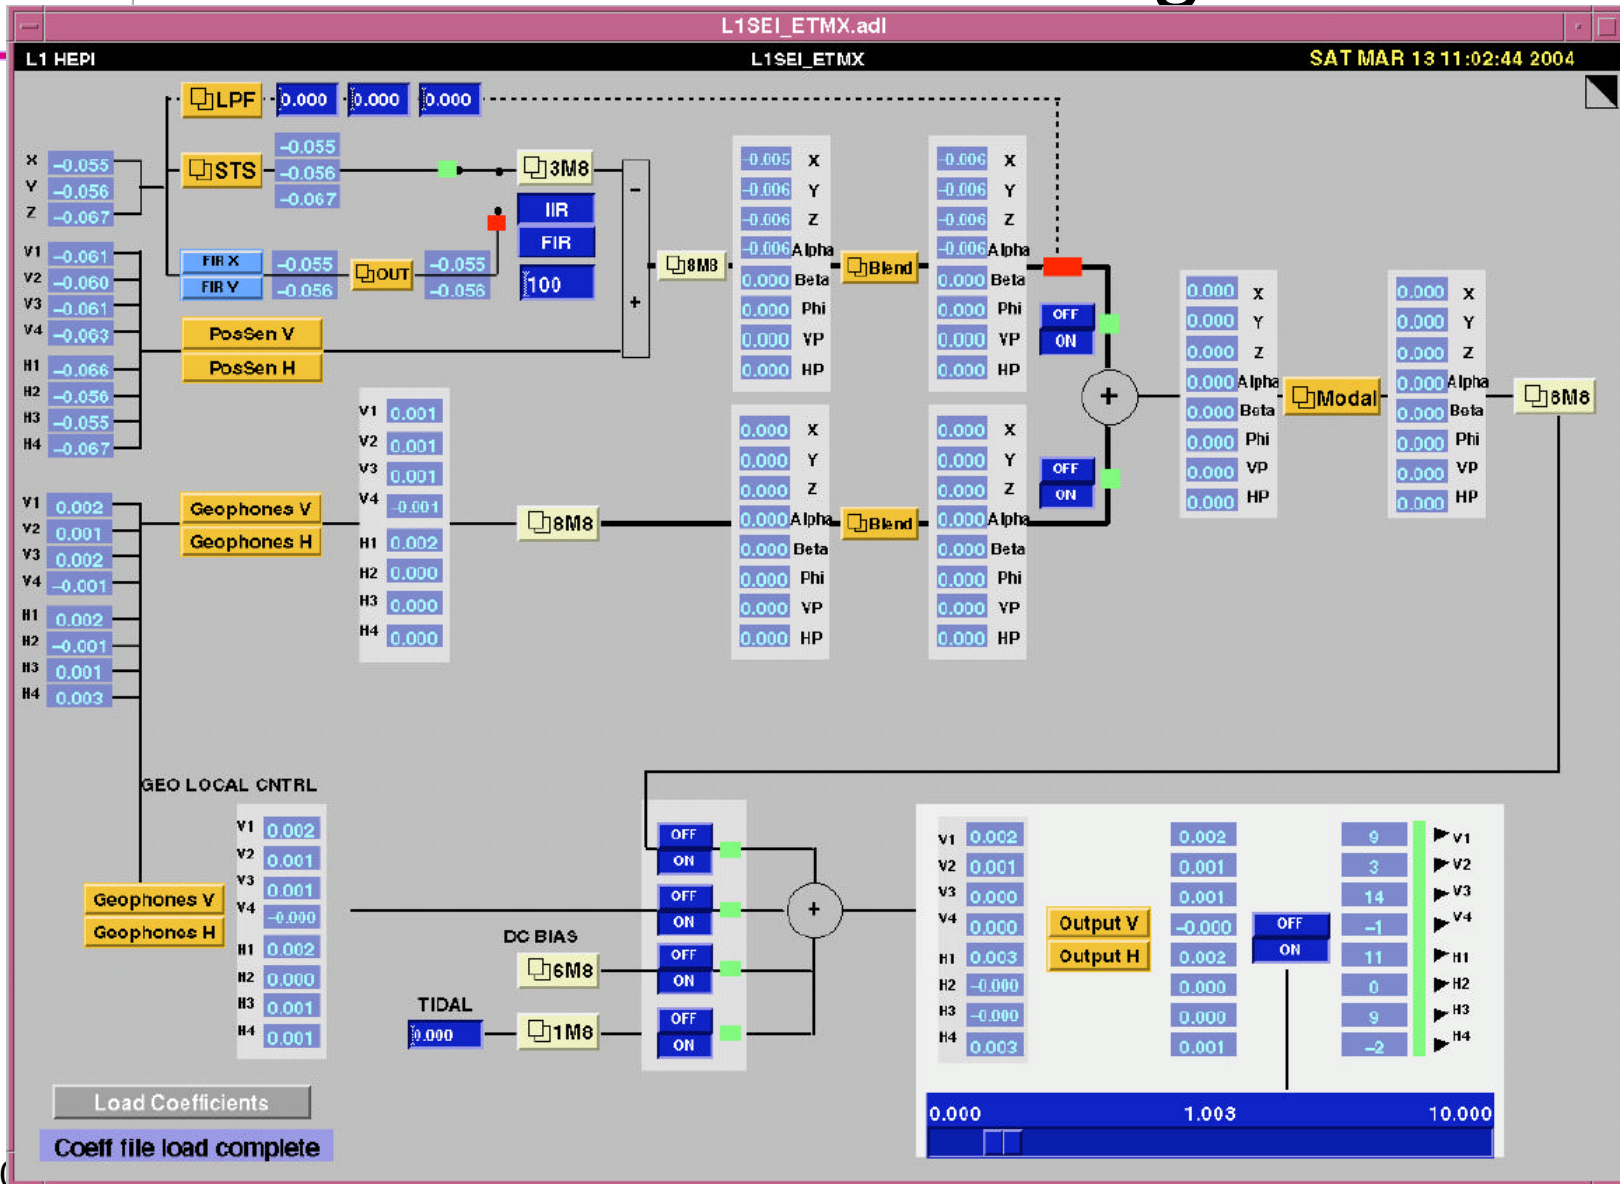 L1SEI_ETMX.adl
L1 HEPI L1SEI_ETMX SAT MAR 13 11:02:44 2004
LPF 0.000 0.000 0.000
X -0.055
Y -0.056
Z -0.067
STS
-0.055
-0.056
-0.067
3M8
IIR
FIR
100
V1 -0.061
V2 -0.060
V3 -0.061
V4 -0.063
H1 -0.066
H2 -0.056
H3 -0.055
H4 -0.067
FIR X -0.055
FIR Y -0.056
OUT
-0.055
-0.056
PosSen V
PosSen H
-
+
8M8
-0.005 X
-0.006 Y
-0.006 Z
-0.006 Alpha
0.000 Beta
0.000 Phi
0.000 VP
0.000 HP
Blend
-0.006 X
-0.006 Y
-0.006 Z
-0.006 Alpha
0.000 Beta
0.000 Phi
0.000 VP
0.000 HP
OFF
ON
+
0.000 X
0.000 Y
0.000 Z
0.000 Alpha
0.000 Beta
0.000 Phi
0.000 VP
0.000 HP
Modal
0.000 X
0.000 Y
0.000 Z
0.000 Alpha
0.000 Beta
0.000 Phi
0.000 VP
0.000 HP
8M8
V1 0.002
V2 0.001
V3 0.002
V4 -0.001
H1 0.002
H2 -0.001
H3 0.001
H4 0.003
Geophones V
Geophones H
V1 0.001
V2 0.001
V3 0.001
V4 -0.001
H1 0.002
H2 0.000
H3 0.000
H4 0.000
8M8
0.000 X
0.000 Y
0.000 Z
0.000 Alpha
0.000 Beta
0.000 Phi
0.000 VP
0.000 HP
Blend
0.000 X
0.000 Y
0.000 Z
0.000 Alpha
0.000 Beta
0.000 Phi
0.000 VP
0.000 HP
OFF
ON
GEO LOCAL CNTRL
Geophones V
Geophones H
V1 0.002
V2 0.001
V3 0.001
V4 -0.000
H1 0.002
H2 0.000
H3 0.001
H4 0.001
DC BIAS
6M8
TIDAL
0.000
1M8
OFF
ON
OFF
ON
OFF
ON
OFF
ON
+
V1 0.002
V2 0.001
V3 0.000
V4 0.000
H1 0.003
H2 -0.000
H3 -0.000
H4 0.003
Output V
Output H
0.002
0.001
0.001
-0.000
0.002
0.000
0.000
0.001
OFF
ON
9 V1
3 V2
14 V3
-1 V4
11 H1
0 H2
9 H3
-2 H4
0.000 1.003 10.000
Load Coefficients
Coeff file load complete